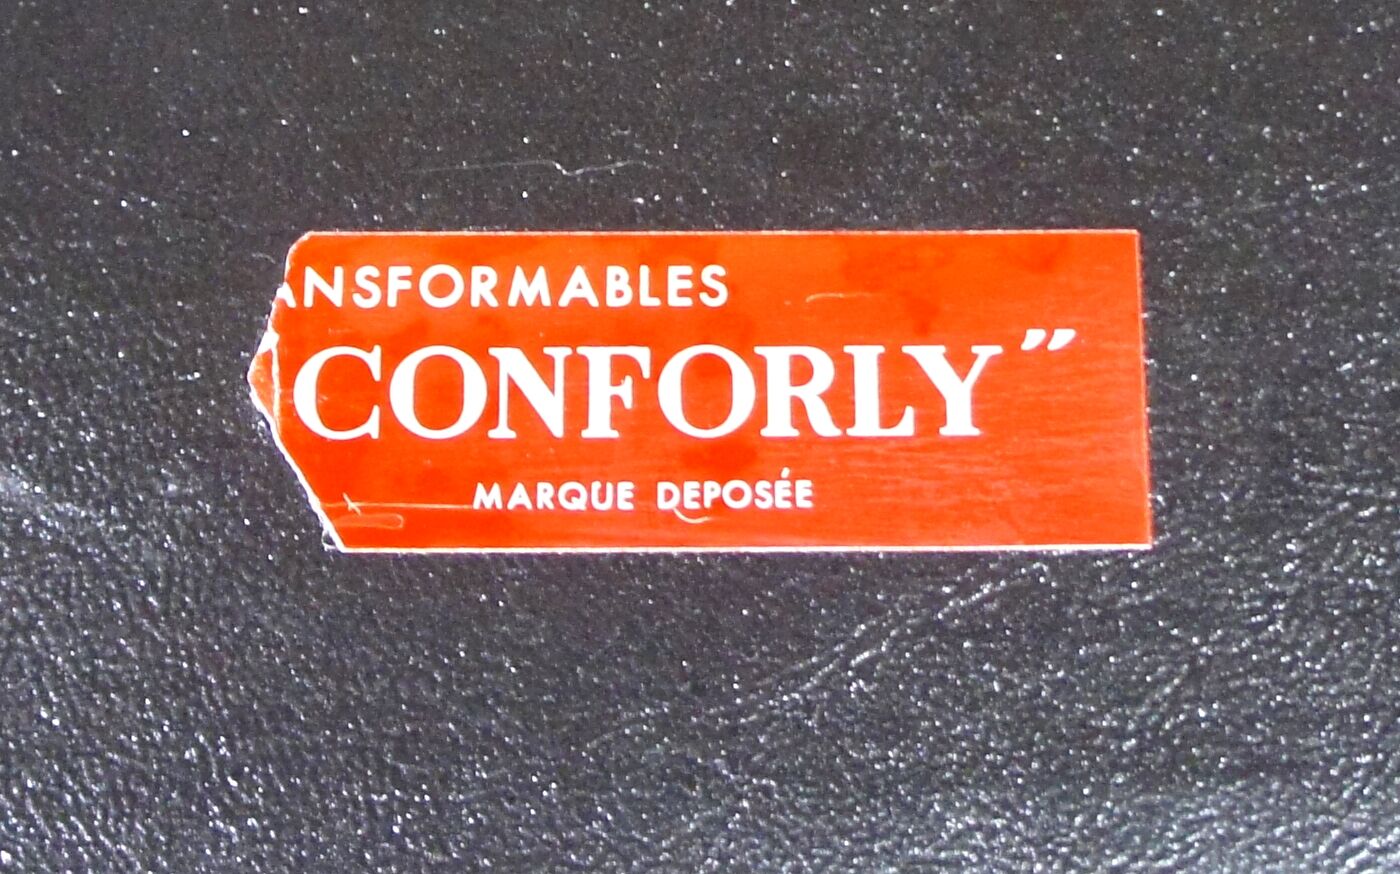 ANSFORMABLES
CONFORLY”
MARQUE DEPOSÉE